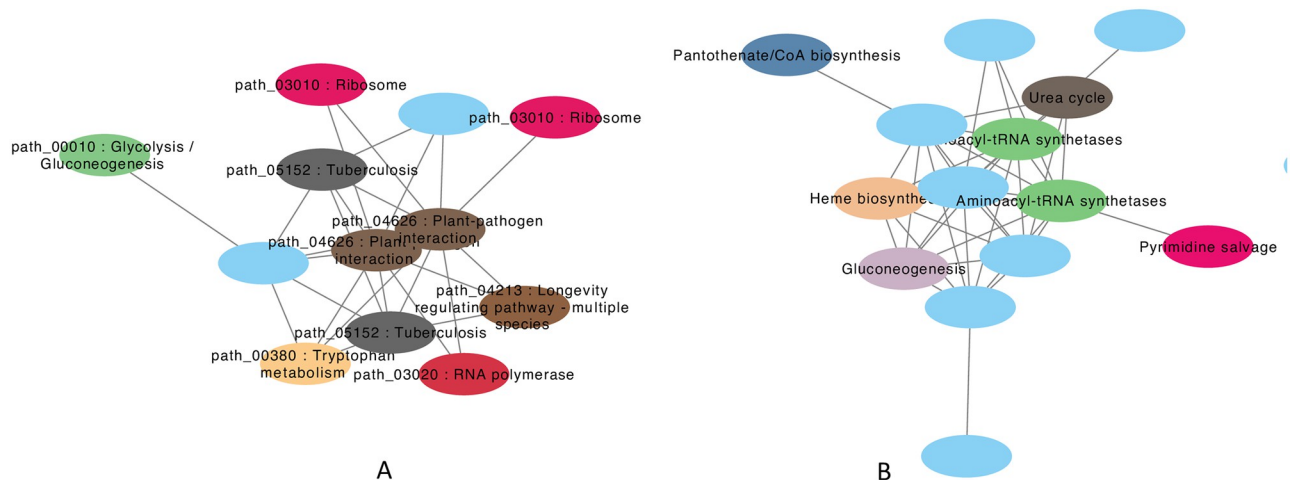 path_03010 : Ribosome
path_03010 : Ribosome
path_00010 : Glycolysis /
Gluconeogenesis
path_05152 : Tuberculosis
path_04626 : Plant-pathogen
interaction
path_04626 : Plant
interaction
path_04213 : Longevity
regulating pathway - multiple
species
path_05152 : Tuberculosis
path_00380 : Tryptophan
metabolism
path_03020 : RNA polymerase
A
Pantothenate/CoA biosynthesis
Urea cycle
oacyl-tRNA synthetases
Heme biosynthe
Aminoacyl-tRNA synthetases
Pyrimidine salvage
Gluconeogenesis
B